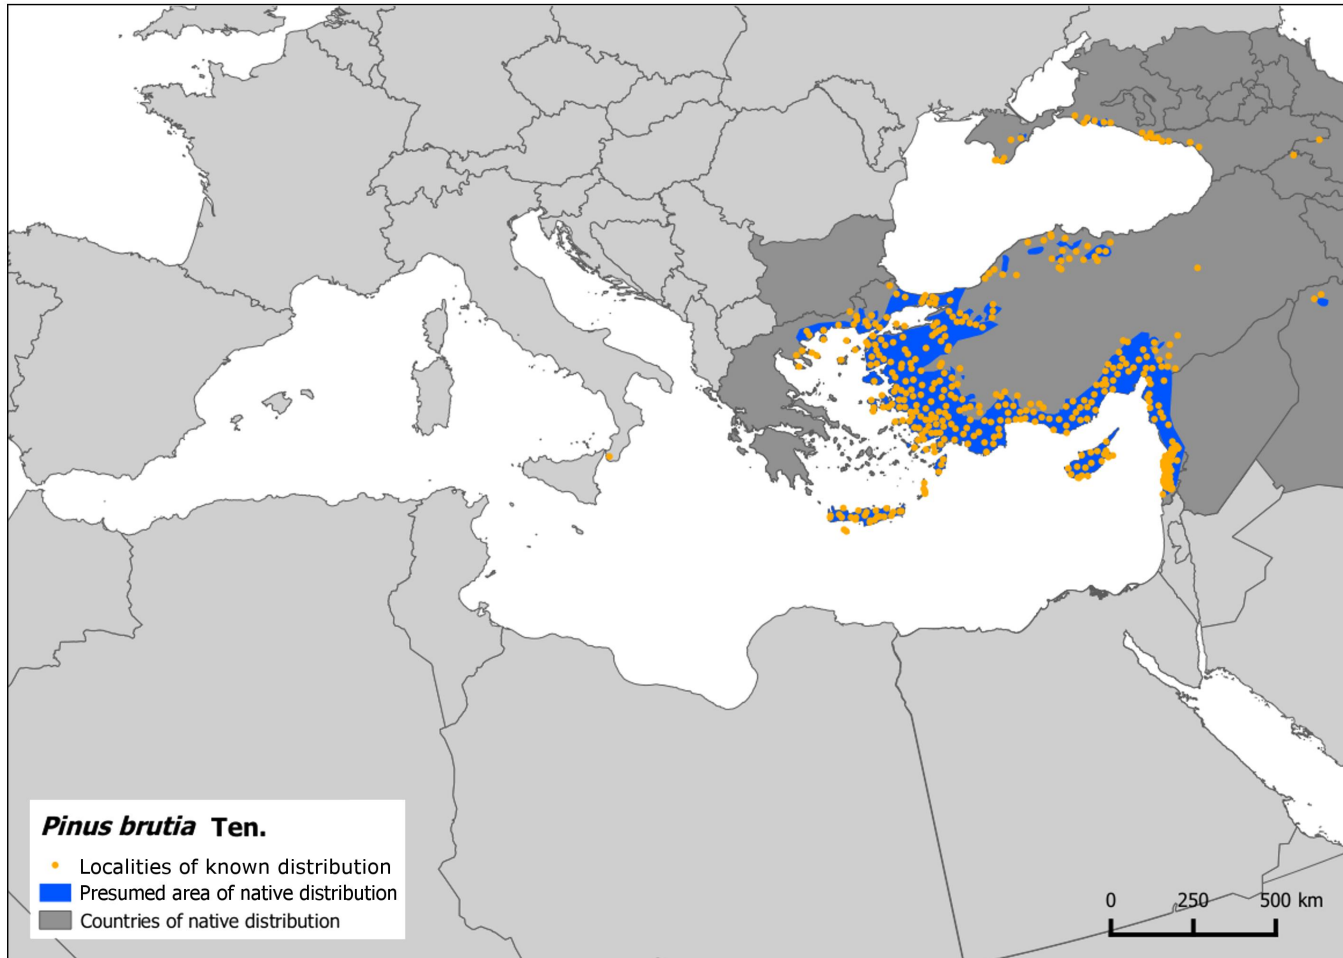 Pinus brutia Ten.
Localities of known distribution
Presumed area of native distribution
Countries of native distribution
0 250 500 km